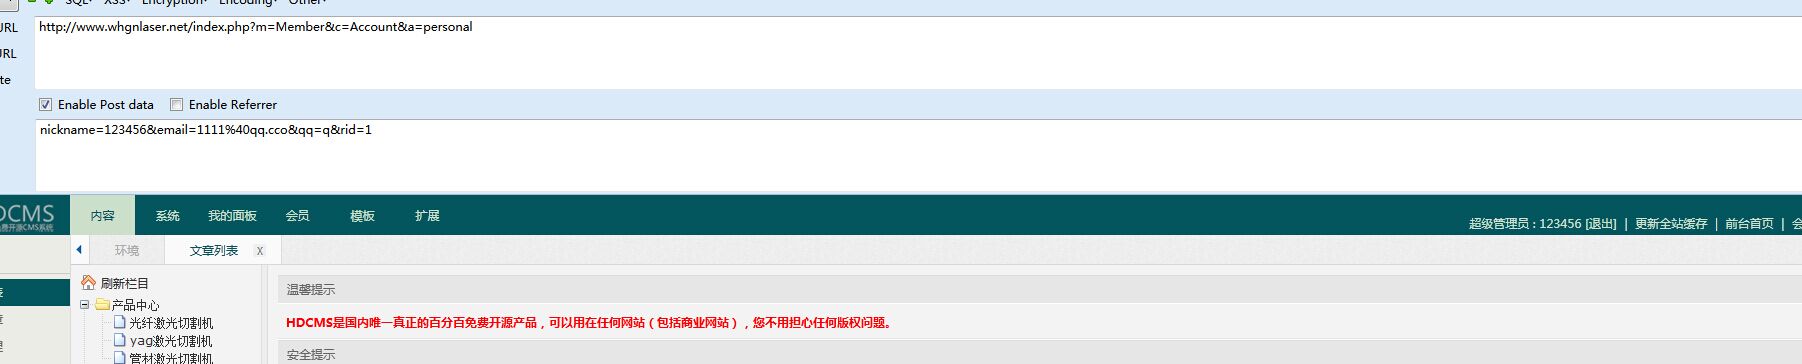 SQL XSS Encryption Encoding Other
URL http://www.whgnlaser.net/index.php?m=Member&c=Account&a=personal
URL
te
Enable Post data Enable Referrer
nickname=123456&email=1111%40qq.cco&qq=q&rid=1
DCMS 内容 系统 我的面板 会员 模板 扩展
费开源CMS系统 超级管理员 : 123456 [退出] | 更新全站缓存 | 前台首页 | 会
环境 文章列表 x
刷新栏目
产品中心
光纤激光切割机
yag激光切割机
管材激光切割机
温馨提示
HDCMS是国内唯一真正的百分百免费开源产品，可以用在任何网站（包括商业网站），您不用担心任何版权问题。
安全提示